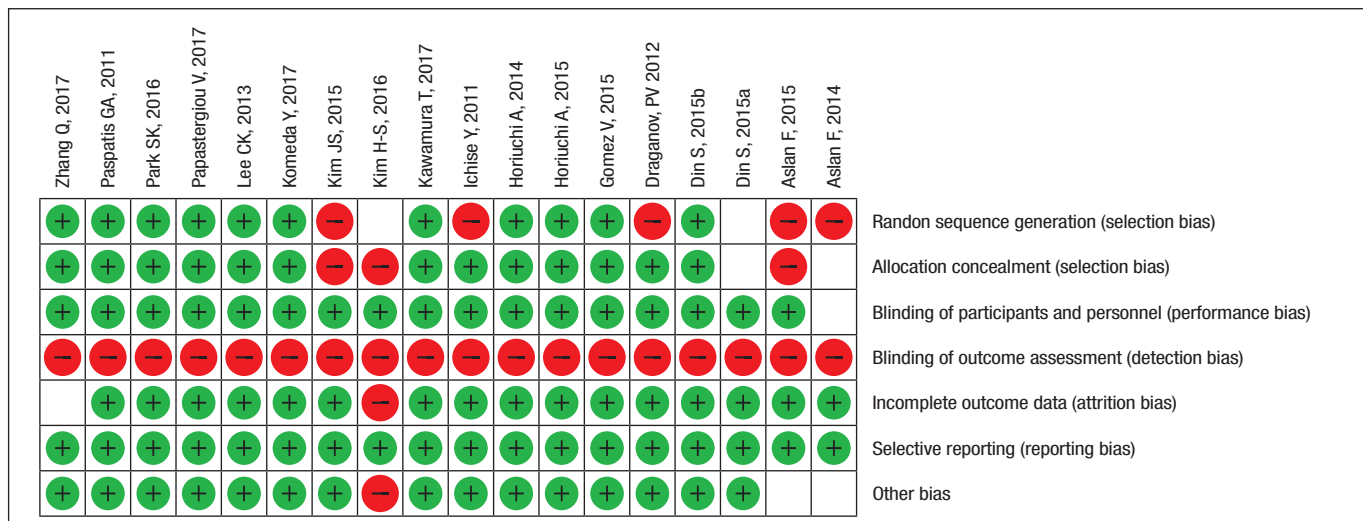 Zhang Q, 2017
Paspatis GA, 2011
Park SK, 2016
Papastergiou V, 2017
Lee CK, 2013
Komeda Y, 2017
Kim JS, 2015
Kim H-S, 2016
Kawamura T, 2017
Ichise Y, 2011
Horiuchi A, 2014
Horiuchi A, 2015
Gomez V, 2015
Draganov, PV 2012
Din S, 2015b
Din S, 2015a
Aslan F, 2015
Aslan F, 2014
+ + + + + + - + - + + + - + - -
Randon sequence generation (selection bias)
+ + + + + + - - + + + + + + + -
Allocation concealment (selection bias)
+ + + + + + + + + + + + + + + + +
Blinding of participants and personnel (performance bias)
- - - - - - - - - - - - - - - - - -
Blinding of outcome assessment (detection bias)
+ + + + + + - + + + + + + + + + +
Incomplete outcome data (attrition bias)
+ + + + + + + + + + + + + + + + + +
Selective reporting (reporting bias)
+ + + + + + + - + + + + + + + +
Other bias